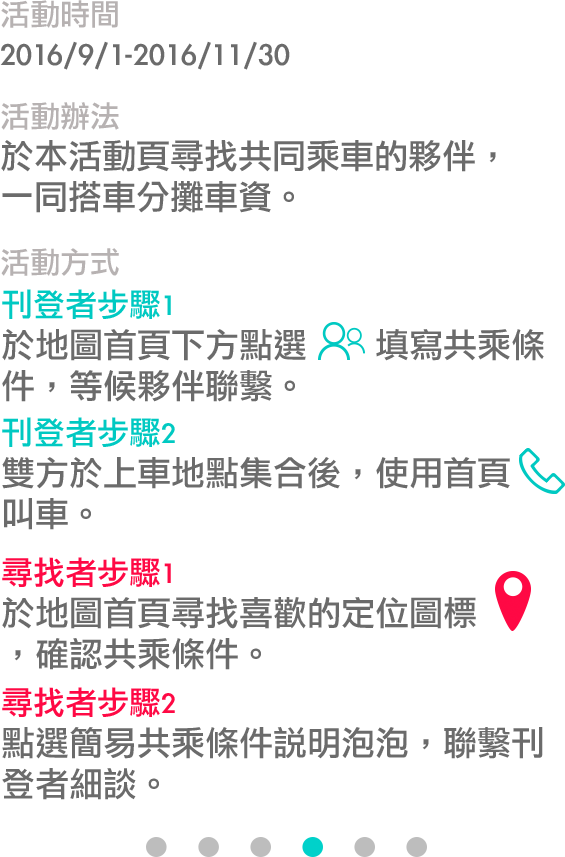 活動時間
2016/9/1-2016/11/30
活動辦法
於本活動頁尋找共同乘車的夥伴，
一同搭車分攤車資。
活動方式
刊登者步驟1
於地圖首頁下方點選 填寫共乘條
件，等候夥伴聯繫。
刊登者步驟2
雙方於上車地點集合後，使用首頁
叫車。
尋找者步驟1
於地圖首頁尋找喜歡的定位圖標
，確認共乘條件。
尋找者步驟2
點選簡易共乘條件説明泡泡，聯繫刊
登者細談。